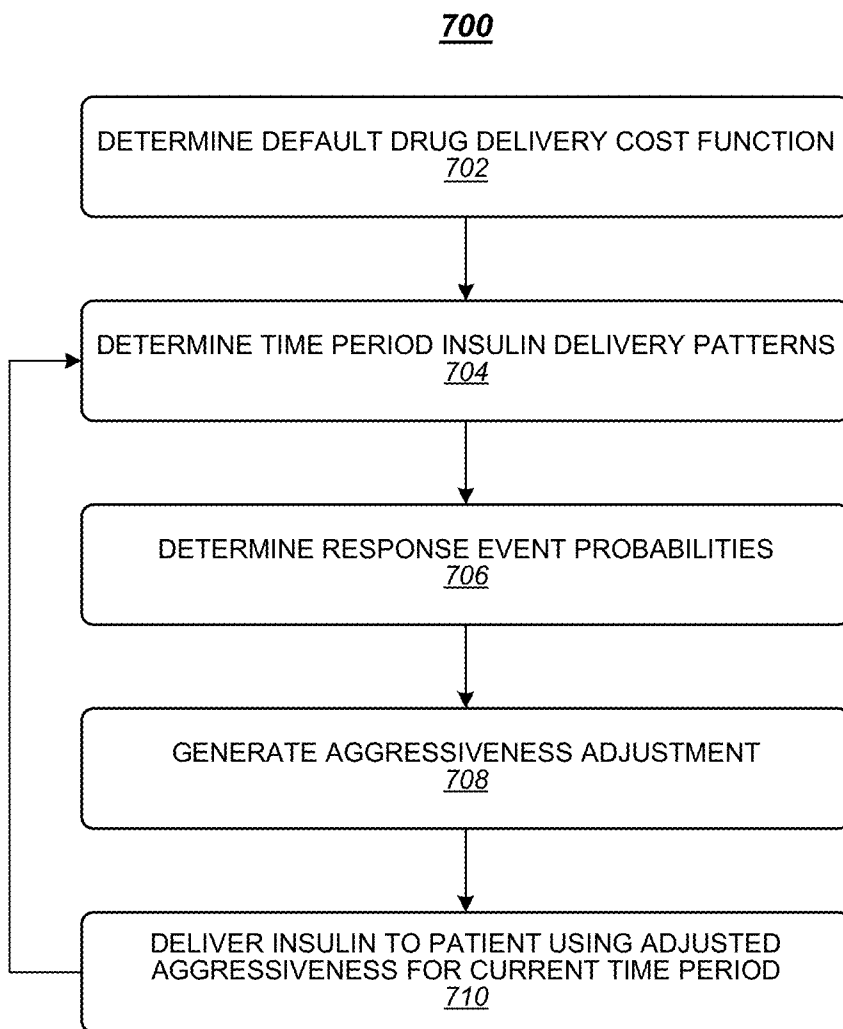 700
DETERMINE DEFAULT DRUG DELIVERY COST FUNCTION
702
DETERMINE TIME PERIOD INSULIN DELIVERY PATTERNS
704
DETERMINE RESPONSE EVENT PROBABILITIES
706
GENERATE AGGRESSIVENESS ADJUSTMENT
708
DELIVER INSULIN TO PATIENT USING ADJUSTED
AGGRESSIVENESS FOR CURRENT TIME PERIOD
710